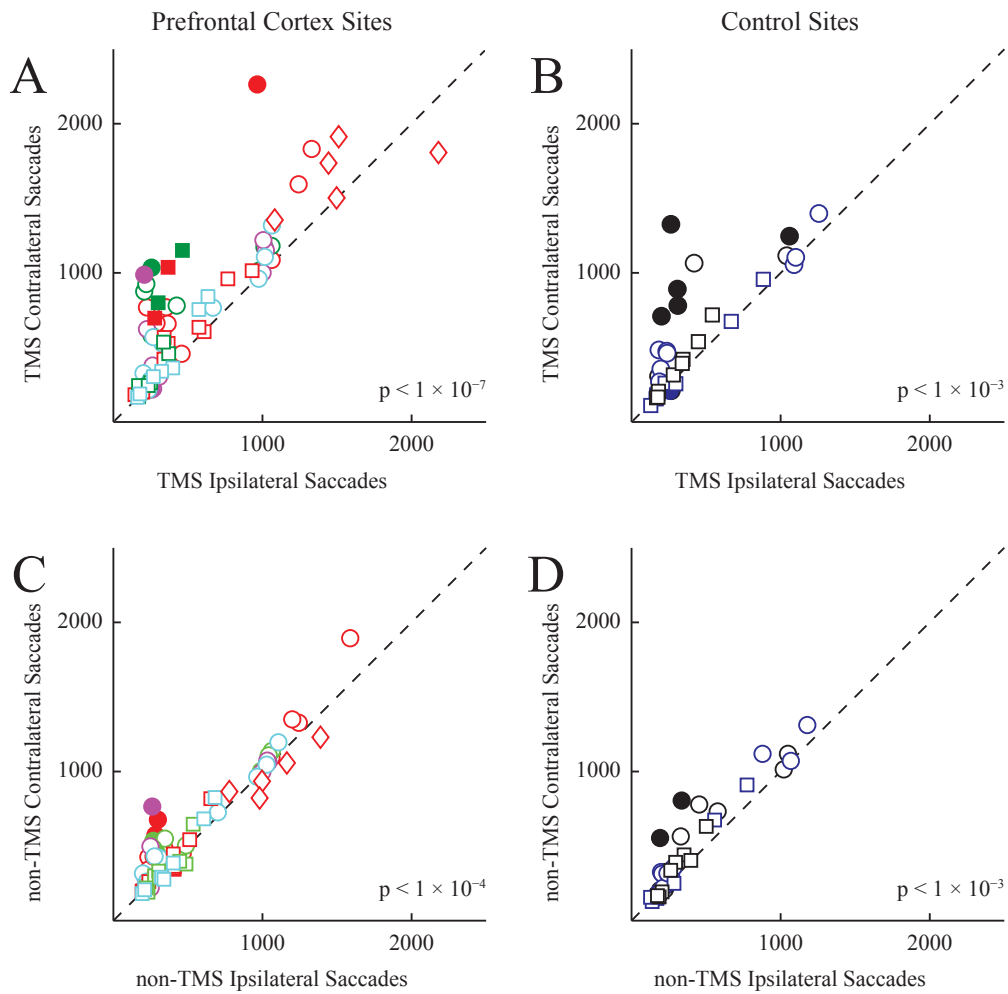 Prefrontal Cortex Sites
Control Sites
A
TMS Contralateral Saccades
2000
1000
p < 1 × 10⁻⁷
1000
2000
TMS Ipsilateral Saccades
B
TMS Contralateral Saccades
2000
1000
p < 1 × 10⁻³
1000
2000
TMS Ipsilateral Saccades
C
non-TMS Contralateral Saccades
2000
1000
p < 1 × 10⁻⁴
1000
2000
non-TMS Ipsilateral Saccades
D
non-TMS Contralateral Saccades
2000
1000
p < 1 × 10⁻³
1000
2000
non-TMS Ipsilateral Saccades